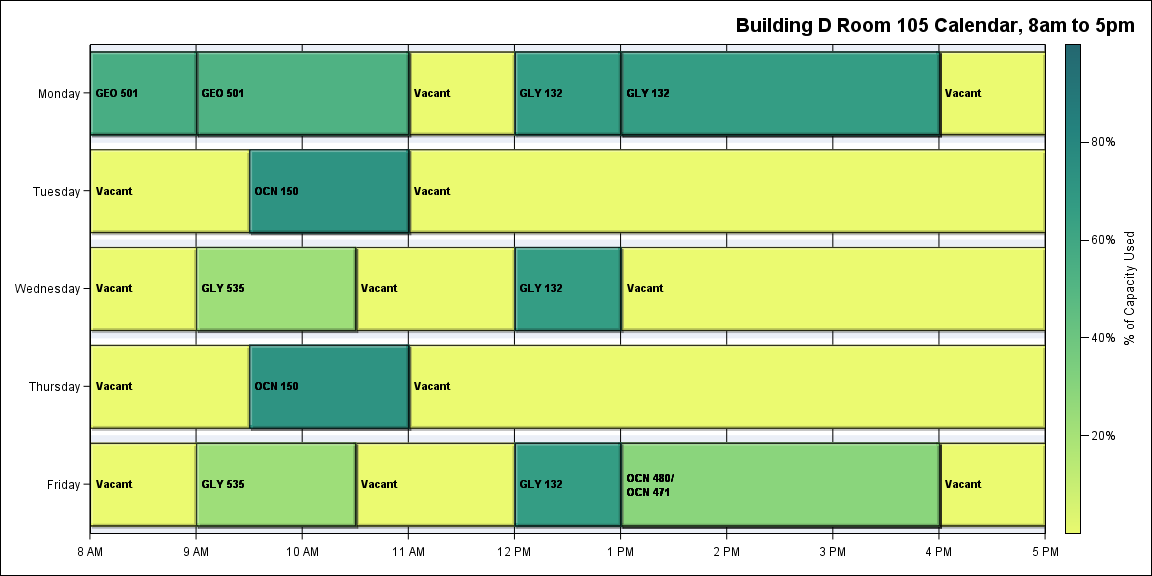 Building D Room 105 Calendar, 8am to 5pm
Monday
GEO 501
GEO 501
Vacant
GLY 132
GLY 132
Vacant
Tuesday
Vacant
OCN 150
Vacant
Wednesday
Vacant
GLY 535
Vacant
GLY 132
Vacant
Thursday
Vacant
OCN 150
Vacant
Friday
Vacant
GLY 535
Vacant
GLY 132
OCN 480/
OCN 471
Vacant
8 AM
9 AM
10 AM
11 AM
12 PM
1 PM
2 PM
3 PM
4 PM
5 PM
80%
60%
40%
20%
% of Capacity Used